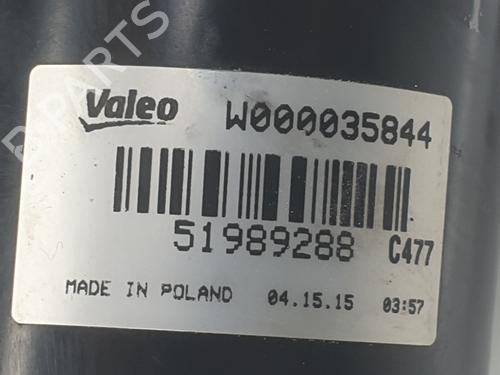 Valeo W000035844
51989288 C477
MADE IN POLAND 04.15.15 03:57